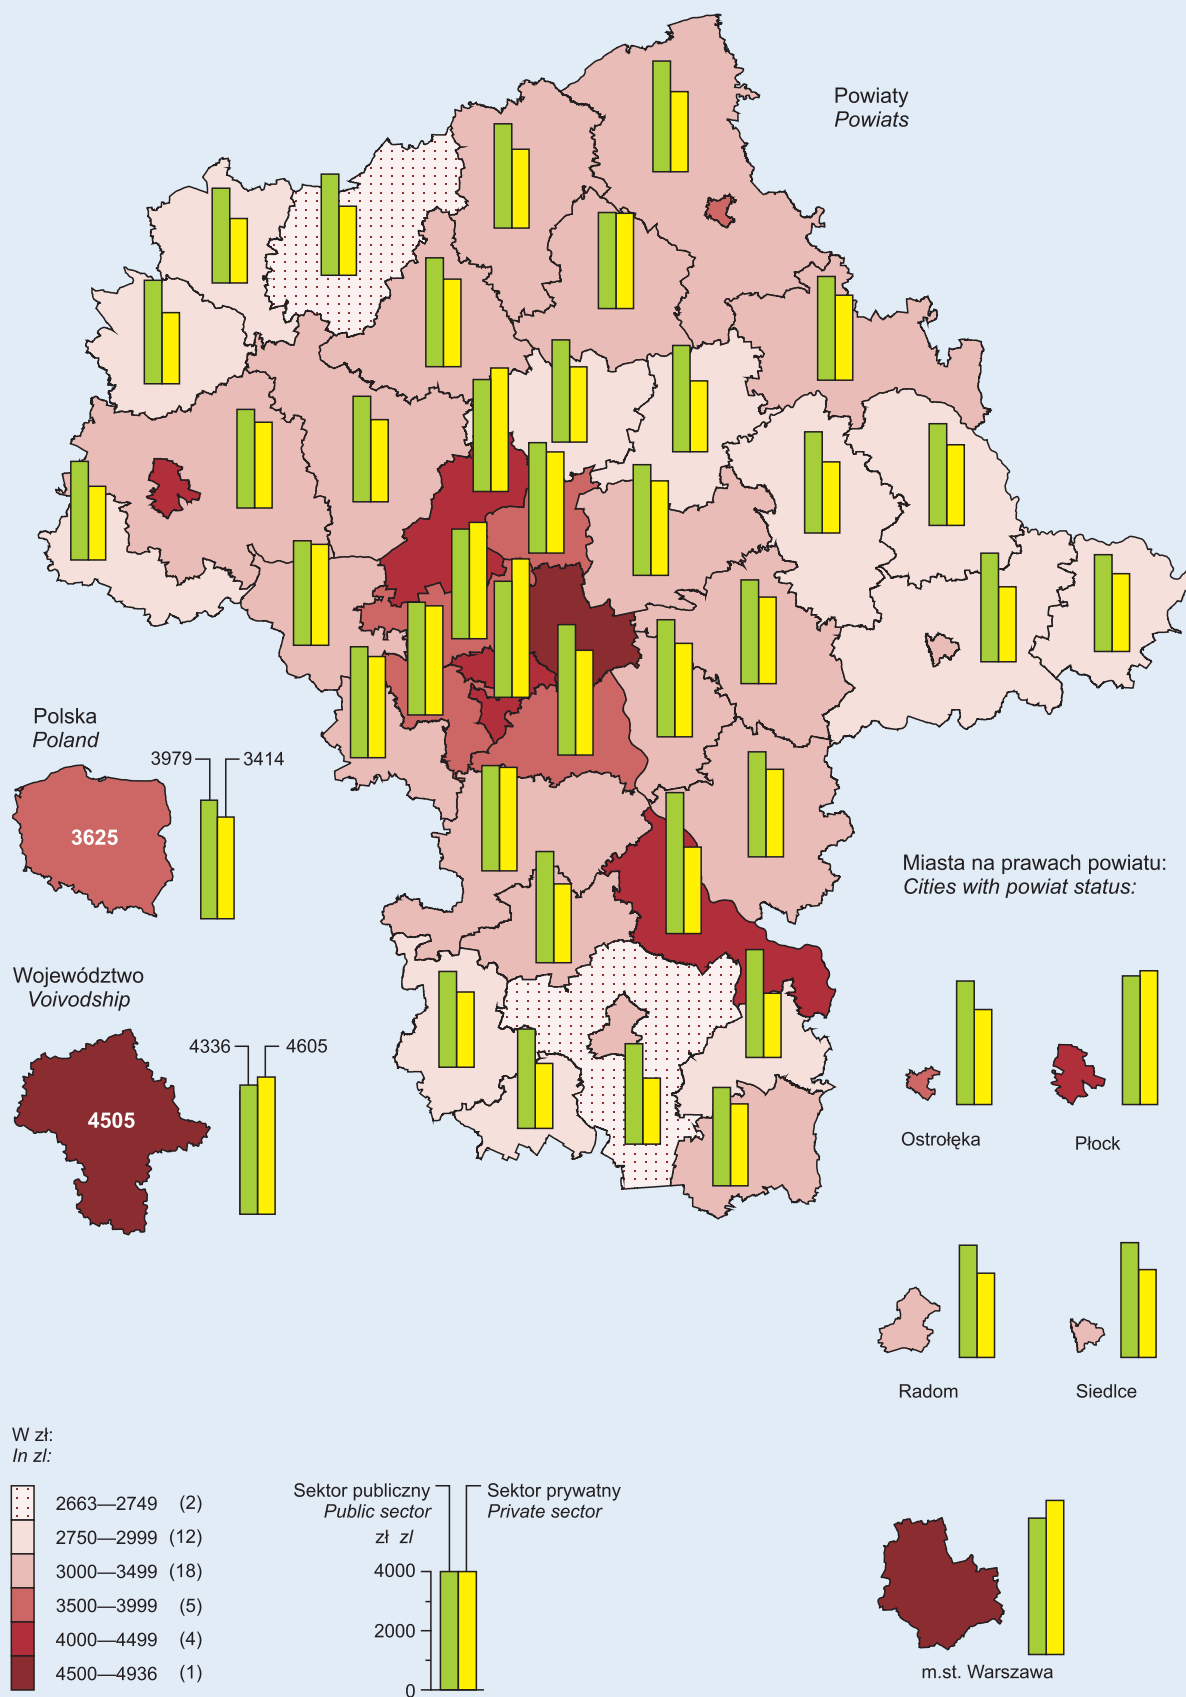 Powiaty
Powiats
Polska
Poland
3979 3414
3625
Województwo
Voivodship
4336 4605
4505
Miasta na prawach powiatu:
Cities with powiat status:
Ostrołęka
Płock
Radom
Siedlce
m.st. Warszawa
W zł:
In zl:
2663—2749 (2)
2750—2999 (12)
3000—3499 (18)
3500—3999 (5)
4000—4499 (4)
4500—4936 (1)
Sektor publiczny
Public sector
Sektor prywatny
Private sector
zł zl
4000
2000
0